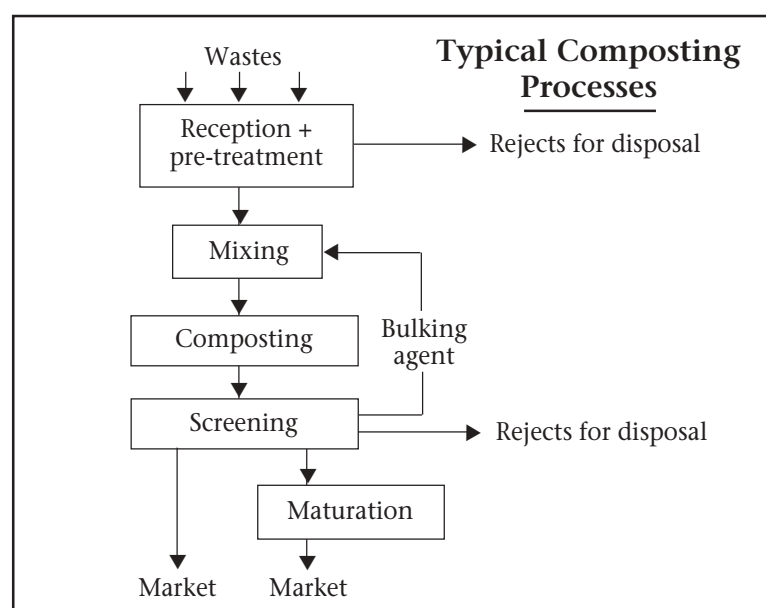 Typical Composting
Processes
Wastes
Reception +
pre-treatment
Rejects for disposal
Mixing
Bulking
agent
Composting
Screening
Rejects for disposal
Maturation
Market
Market